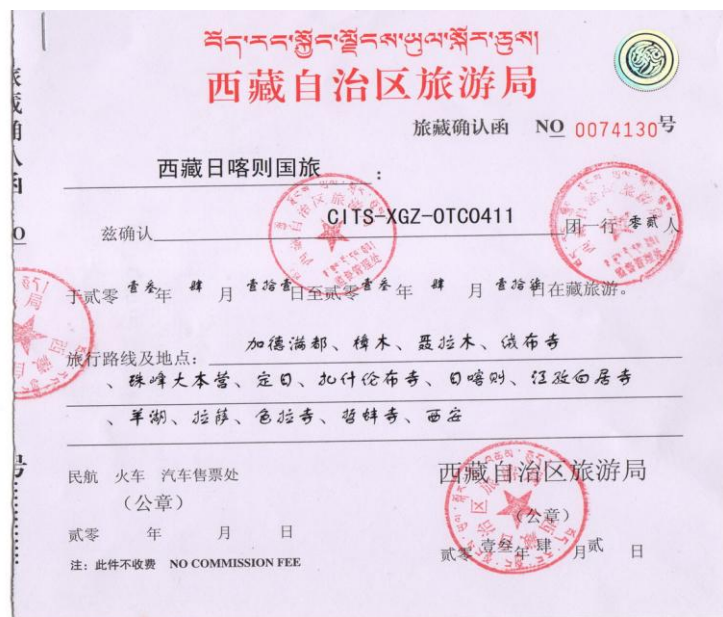 བོད་རང་སྐྱོང་ལྗོངས་ཡུལ་སྐོར་ཅུས།
西藏自治区旅游局
旅藏确认函 NO 0074130号
西藏日喀则国旅：
兹确认 CITS-XGZ-OTC0411 团一行 零贰人
于贰零壹叁年 肆 月 壹拾壹日至贰零壹叁年 肆 月 壹拾柒日在藏旅游。
旅行路线及地点：加德满都、樟木、聂拉木、绒布寺
、珠峰大本营、定日、扎什伦布寺、日喀则、江孜白居寺
、羊湖、拉萨、色拉寺、哲蚌寺、西安
民航 火车 汽车售票处
（公章）
贰零 年 月 日
注：此件不收费 NO COMMISSION FEE
西藏自治区旅游局
（公章）
贰零壹叁年肆月贰 日